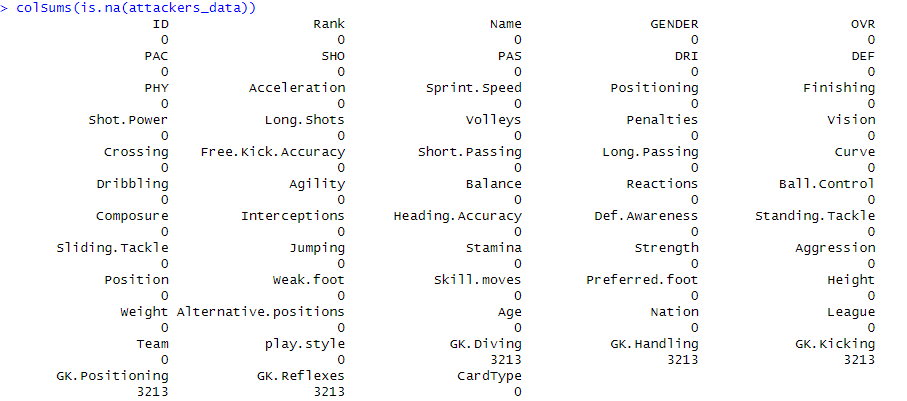 > colSums(is.na(attackers_data))
ID Rank Name GENDER OVR
0 0 0 0 0
PAC SHO PAS DRI DEF
0 0 0 0 0
PHY Acceleration Sprint.Speed Positioning Finishing
0 0 0 0 0
Shot.Power Long.Shots Volleys Penalties Vision
0 0 0 0 0
Crossing Free.Kick.Accuracy Short.Passing Long.Passing Curve
0 0 0 0 0
Dribbling Agility Balance Reactions Ball.Control
0 0 0 0 0
Composure Interceptions Heading.Accuracy Def.Awareness Standing.Tackle
0 0 0 0 0
Sliding.Tackle Jumping Stamina Strength Aggression
0 0 0 0 0
Position Weak.foot Skill.moves Preferred.foot Height
0 0 0 0 0
Weight Alternative.positions Age Nation League
0 0 0 0 0
Team play.style GK.Diving GK.Handling GK.Kicking
0 0 3213 3213 3213
GK.Positioning GK.Reflexes CardType
3213 3213 0